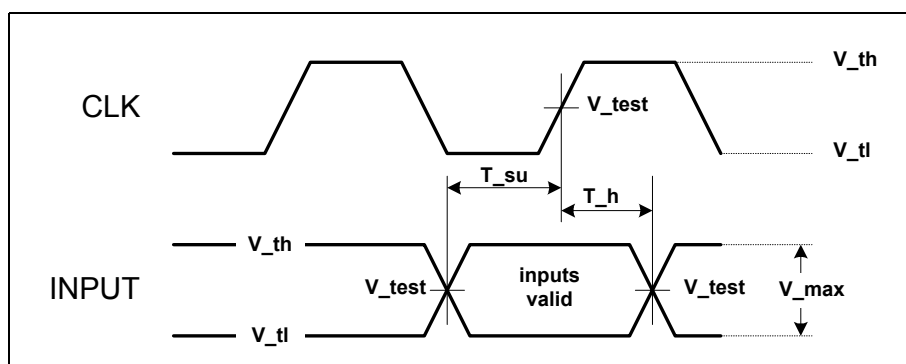 V_th
CLK
V_test
V_tl
T_su
T_h
V_th
INPUT
V_test
inputs
valid
V_test
V_max
V_tl